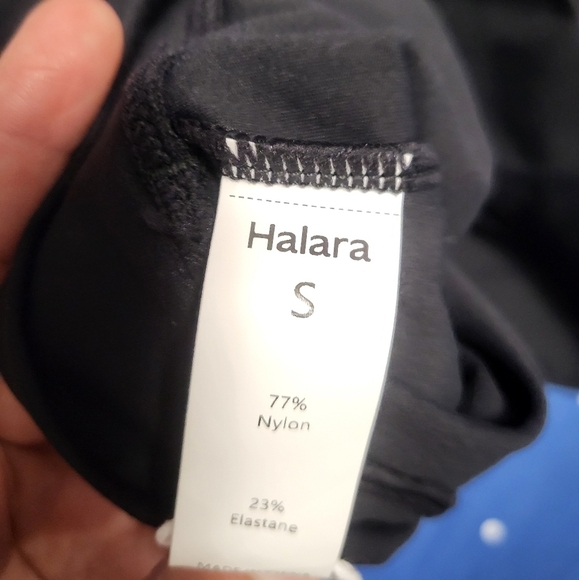 Halara
S
77%
Nylon
23%
Elastane